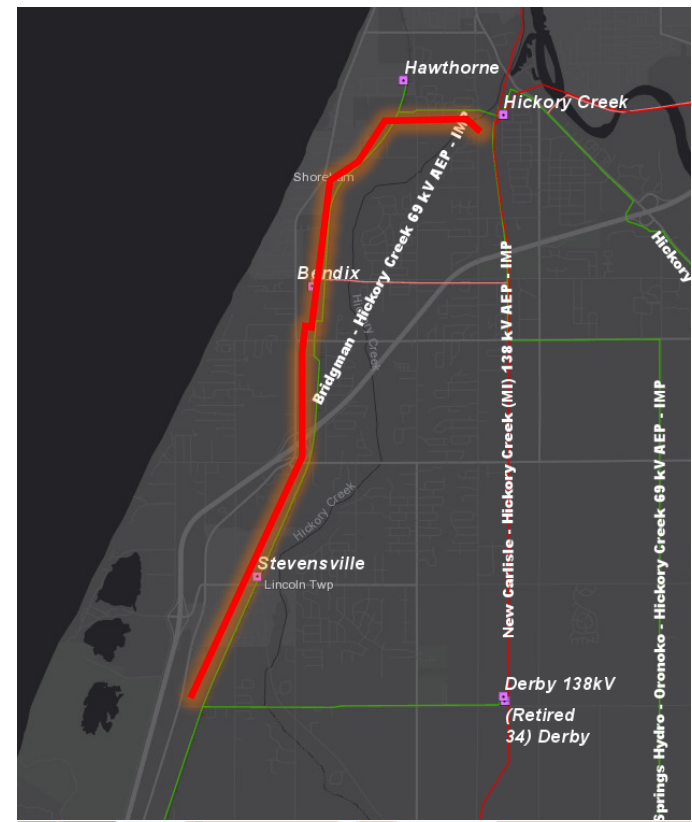 Hawthorne
Hickory Creek
Shoreham
Bridgman - Hickory Creek 69 kV AEP - IMP
Hickory
Bendix
Hickory Creek
New Carlisle - Hickory Creek (MI) 138 kV AEP - IMP
Springs Hydro - Oronoko - Hickory Creek 69 kV AEP - IMP
Hickory Creek
Stevensville
Lincoln Twp
Derby 138kV
(Retired
34) Derby